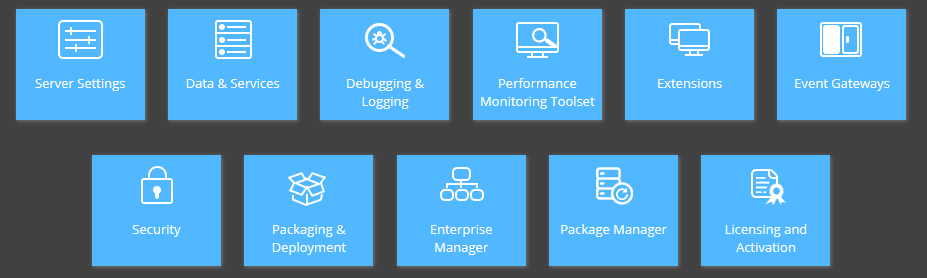 Server Settings
Data & Services
Debugging &
Logging
Performance
Monitoring Toolset
Extensions
Event Gateways
Security
Packaging &
Deployment
Enterprise
Manager
Package Manager
Licensing and
Activation